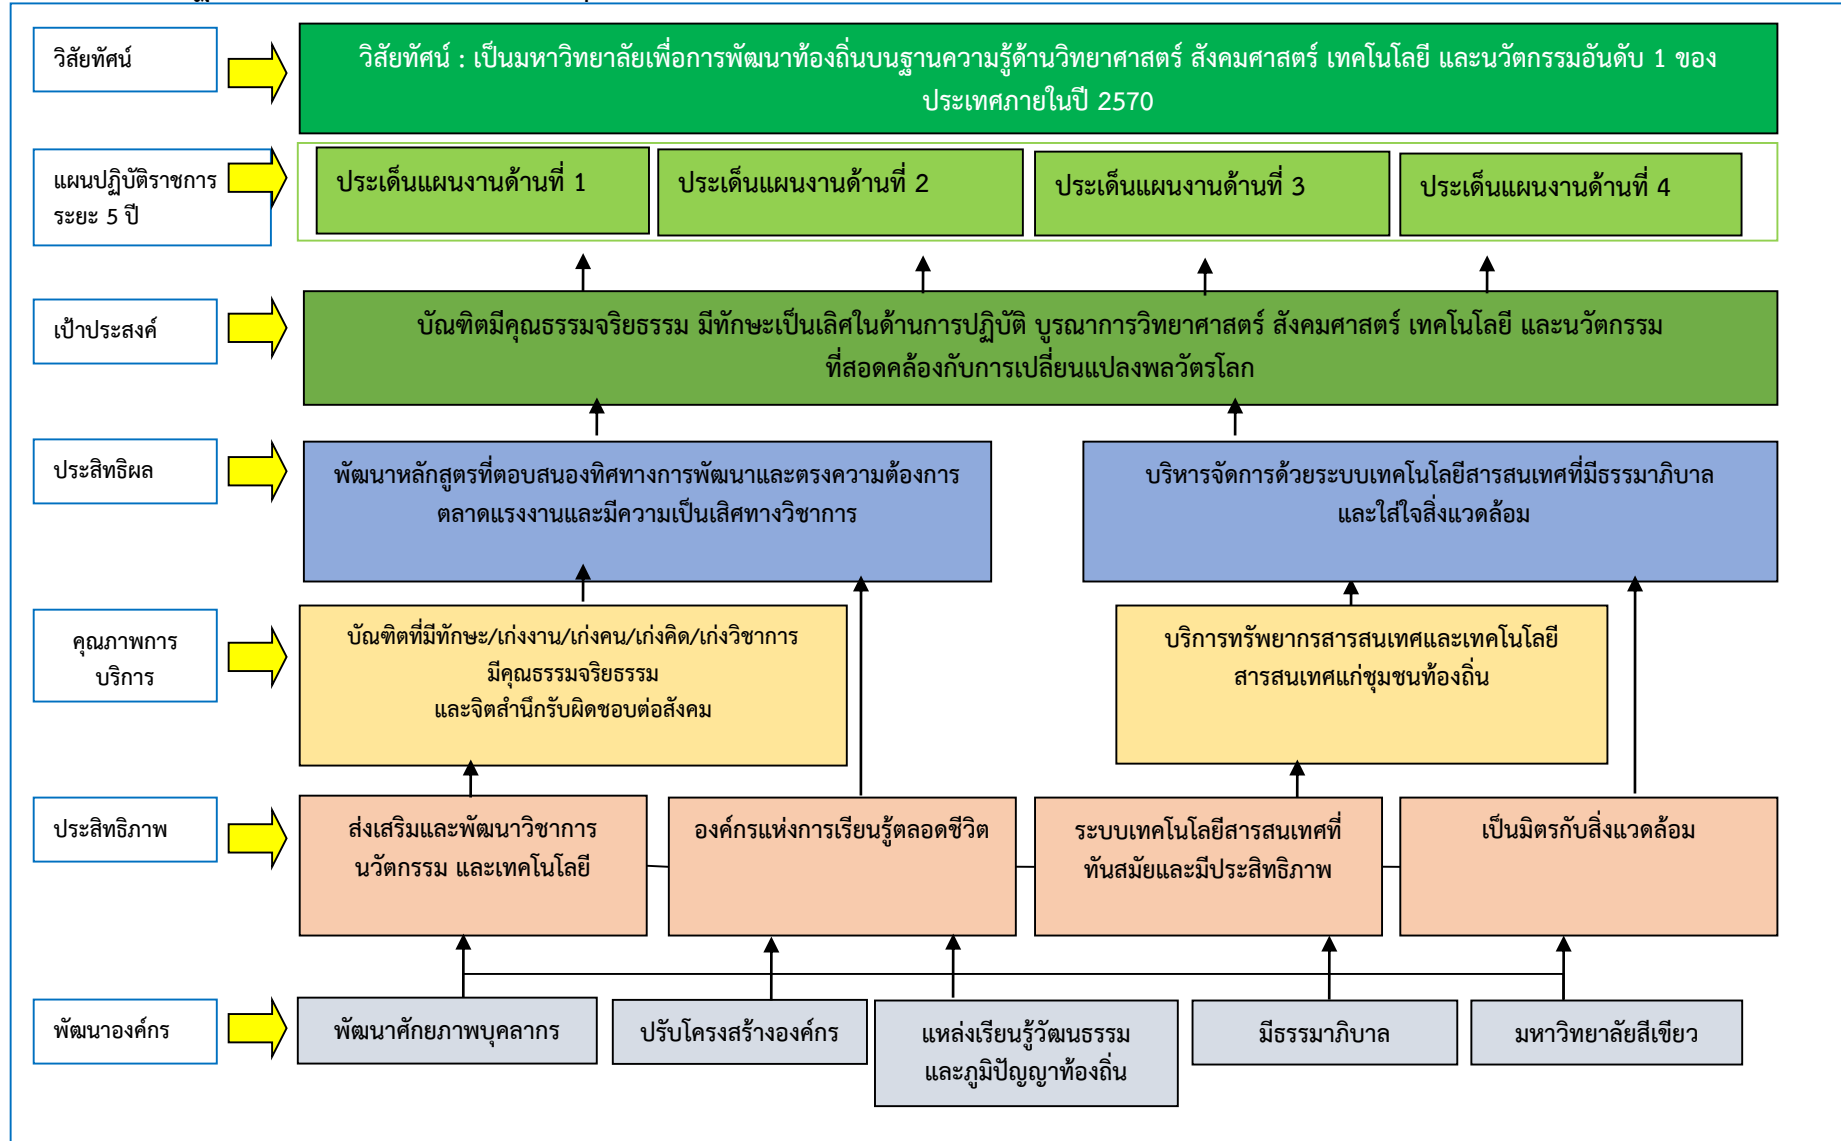 วิสัยทัศน์
วิสัยทัศน์ : เป็นมหาวิทยาลัยเพื่อการพัฒนาท้องถิ่นบนฐานความรู้ด้านวิทยาศาสตร์ สังคมศาสตร์ เทคโนโลยี และนวัตกรรมอันดับ 1 ของ
ประเทศภายในปี 2570
แผนปฏิบัติราชการ
ระยะ 5 ปี
ประเด็นแผนงานด้านที่ 1
ประเด็นแผนงานด้านที่ 2
ประเด็นแผนงานด้านที่ 3
ประเด็นแผนงานด้านที่ 4
เป้าประสงค์
บัณฑิตมีคุณธรรมจริยธรรม มีทักษะเป็นเลิศในด้านการปฏิบัติ บูรณาการวิทยาศาสตร์ สังคมศาสตร์ เทคโนโลยี และนวัตกรรม
ที่สอดคล้องกับการเปลี่ยนแปลงพลวัตรโลก
ประสิทธิผล
พัฒนาหลักสูตรที่ตอบสนองทิศทางการพัฒนาและตรงความต้องการ
ตลาดแรงงานและมีความเป็นเลิศทางวิชาการ
บริหารจัดการด้วยระบบเทคโนโลยีสารสนเทศที่มีธรรมาภิบาล
และใส่ใจสิ่งแวดล้อม
คุณภาพการ
บริการ
บัณฑิตที่มีทักษะ/เก่งงาน/เก่งคน/เก่งคิด/เก่งวิชาการ
มีคุณธรรมจริยธรรม
และจิตสำนึกรับผิดชอบต่อสังคม
บริการทรัพยากรสารสนเทศและเทคโนโลยี
สารสนเทศแก่ชุมชนท้องถิ่น
ประสิทธิภาพ
ส่งเสริมและพัฒนาวิชาการ
นวัตกรรม และเทคโนโลยี
องค์กรแห่งการเรียนรู้ตลอดชีวิต
ระบบเทคโนโลยีสารสนเทศที่
ทันสมัยและมีประสิทธิภาพ
เป็นมิตรกับสิ่งแวดล้อม
พัฒนาองค์กร
พัฒนาศักยภาพบุคลากร
ปรับโครงสร้างองค์กร
แหล่งเรียนรู้วัฒนธรรม
และภูมิปัญญาท้องถิ่น
มีธรรมาภิบาล
มหาวิทยาลัยสีเขียว